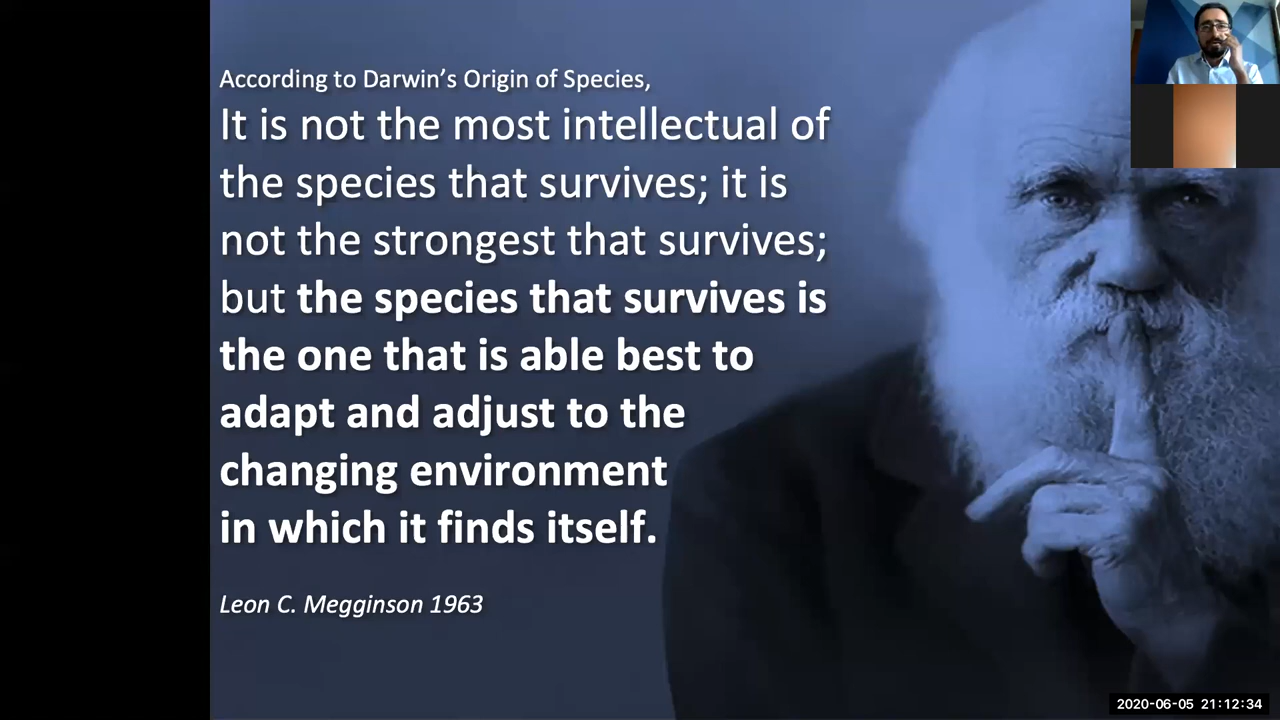 According to Darwin’s Origin of Species,
It is not the most intellectual of
the species that survives; it is
not the strongest that survives;
but the species that survives is
the one that is able best to
adapt and adjust to the
changing environment
in which it finds itself.
Leon C. Megginson 1963
2020-06-05 21:12:34